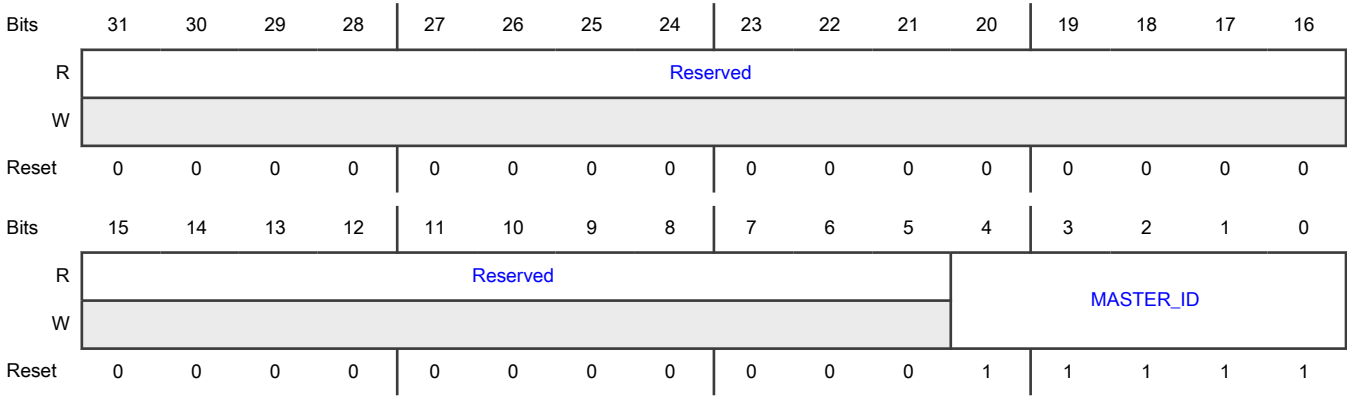 Bits 31 30 29 28 27 26 25 24 23 22 21 20 19 18 17 16
R Reserved
W
Reset 0 0 0 0 0 0 0 0 0 0 0 0 0 0 0 0
Bits 15 14 13 12 11 10 9 8 7 6 5 4 3 2 1 0
R Reserved MASTER_ID
W
Reset 0 0 0 0 0 0 0 0 0 0 0 1 1 1 1 1